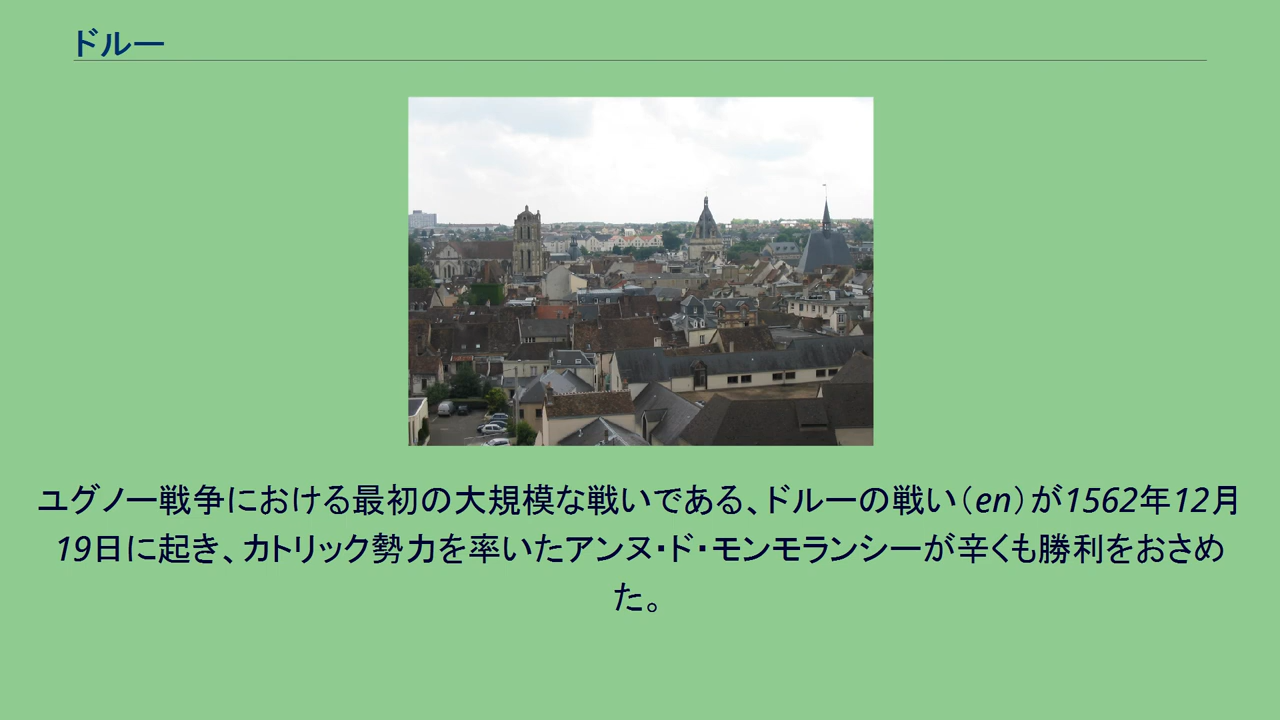 ドルー
ユグノー戦争における最初の大規模な戦いである、ドルーの戦い（en）が1562年12月
19日に起き、カトリック勢力を率いたアンヌ・ド・モンモランシーが辛くも勝利をおさめ
た。